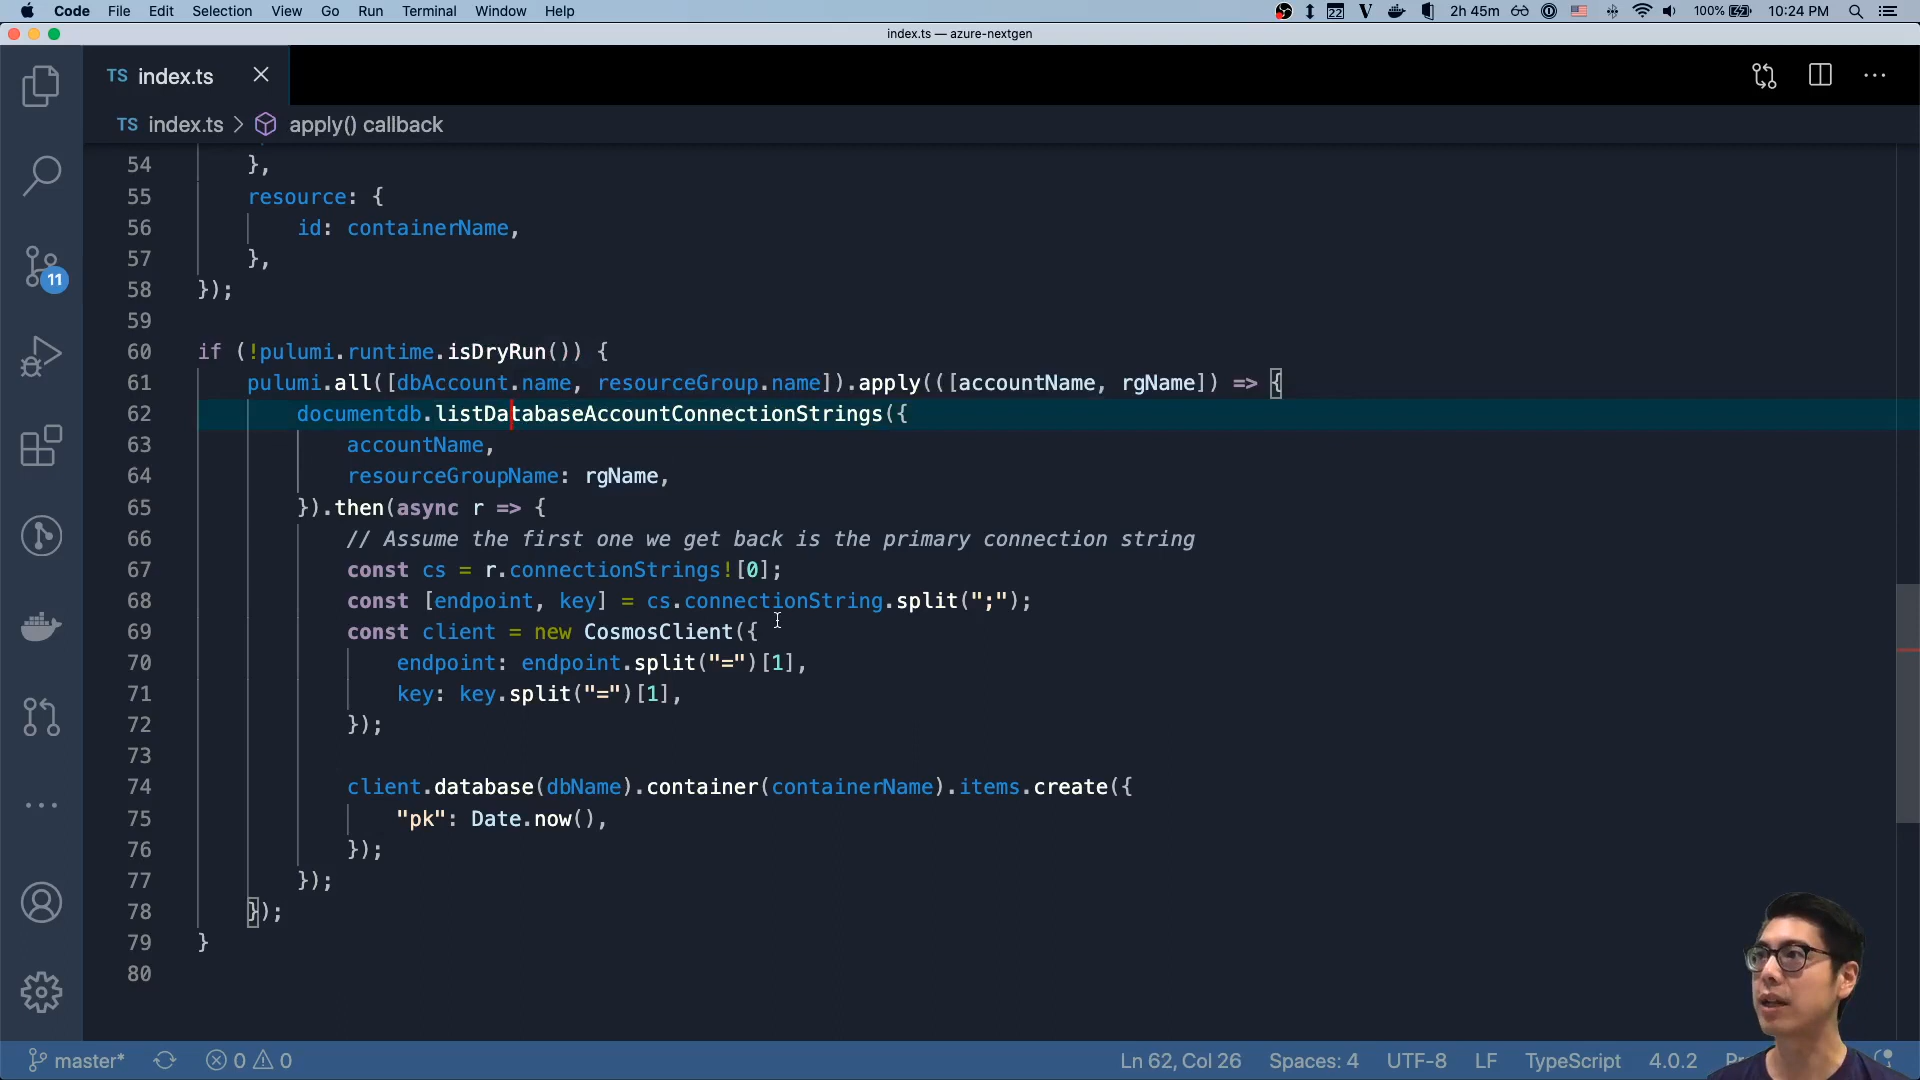 Code File Edit Selection View Go Run Terminal Window Help 22 V 2h 45m 100% 10:24 PM
index.ts — azure-nextgen
TS index.ts
TS index.ts > apply() callback
54 },
55 resource: {
56 id: containerName,
57 },
58 });
59
60 if (!pulumi.runtime.isDryRun()) {
61 pulumi.all([dbAccount.name, resourceGroup.name]).apply(([accountName, rgName]) => {
62 documentdb.listDatabaseAccountConnectionStrings({
63 accountName,
64 resourceGroupName: rgName,
65 }).then(async r => {
66 // Assume the first one we get back is the primary connection string
67 const cs = r.connectionStrings![0];
68 const [endpoint, key] = cs.connectionString.split(";");
69 const client = new CosmosClient({
70 endpoint: endpoint.split("=")[1],
71 key: key.split("=")[1],
72 });
73
74 client.database(dbName).container(containerName).items.create({
75 "pk": Date.now(),
76 });
77 });
78 });
79 }
80
11
master* 0 0 Ln 62, Col 26 Spaces: 4 UTF-8 LF TypeScript 4.0.2